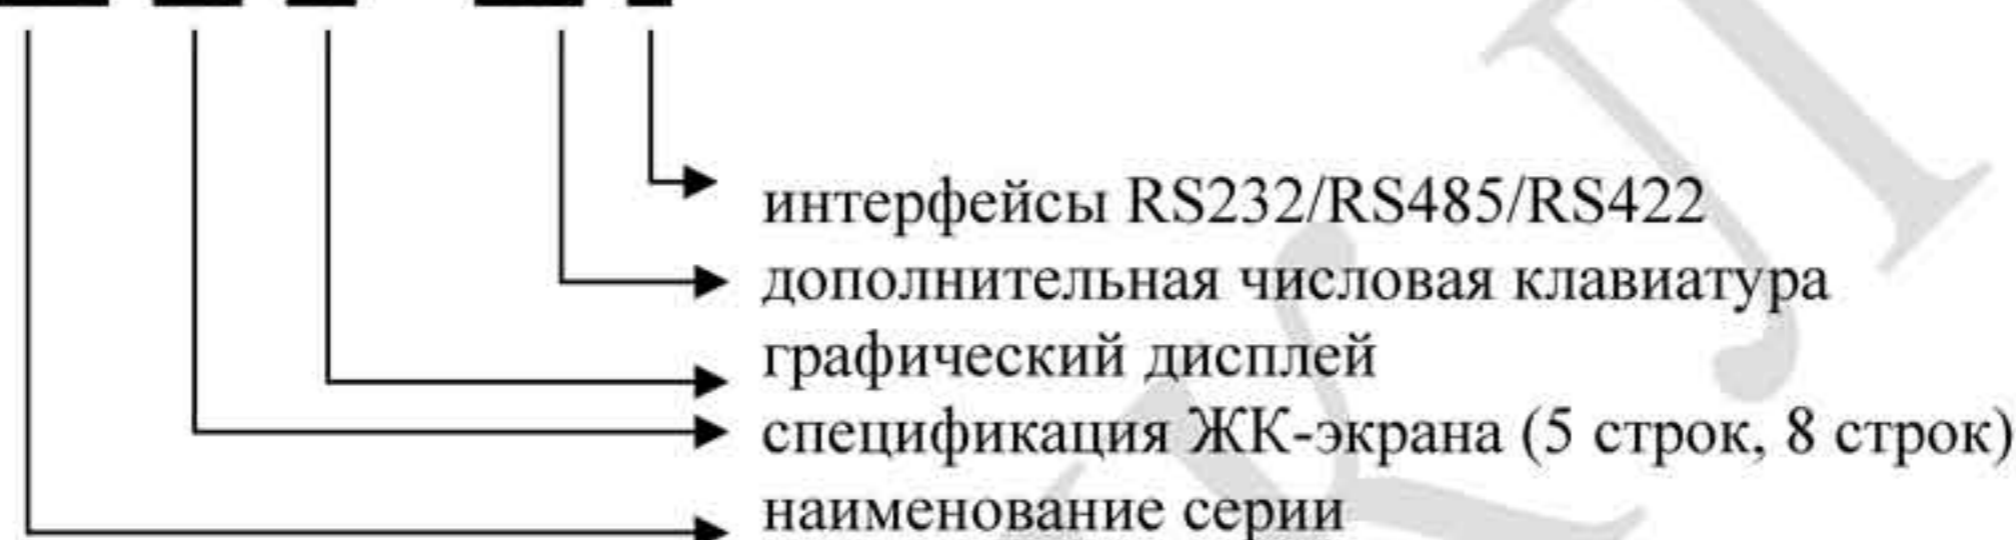 интерфейсы RS232/RS485/RS422
дополнительная числовая клавиатура
графический дисплей
спецификация ЖК-экрана (5 строк, 8 строк)
наименование серии